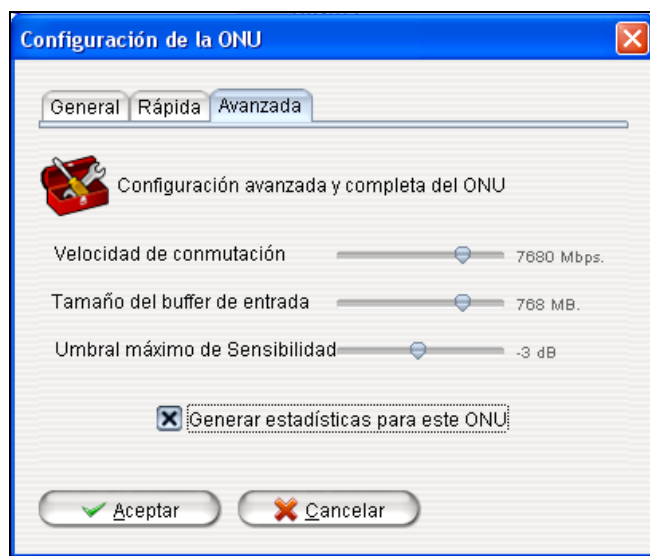 Configuración de la ONU
General Rápida Avanzada
Configuración avanzada y completa del ONU
Velocidad de conmutación 7680 Mbps.
Tamaño del buffer de entrada 768 MB.
Umbral máximo de Sensibilidad -3 dB
Generar estadísticas para este ONU
Aceptar Cancelar